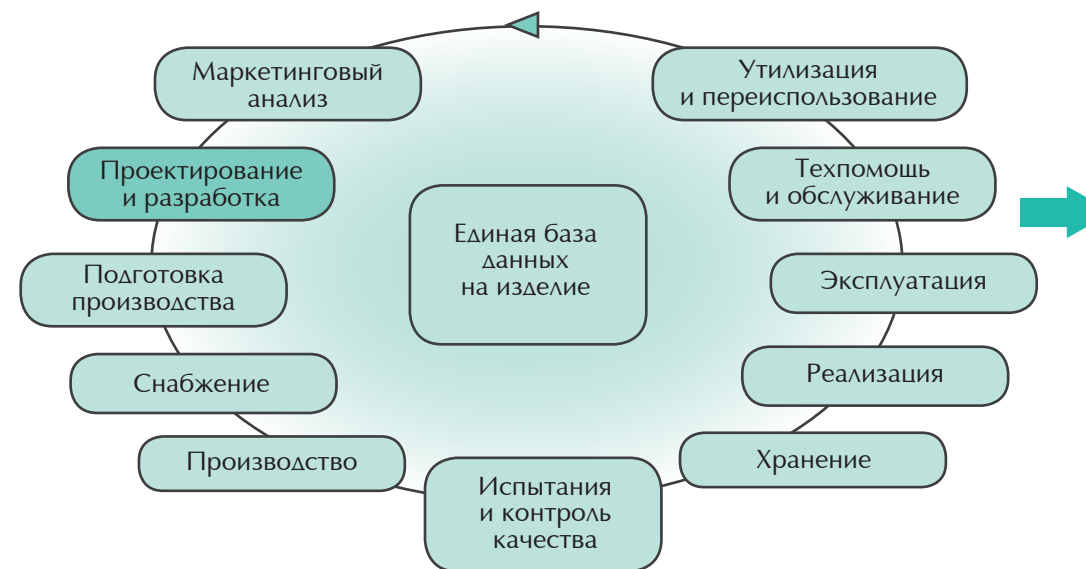 Маркетинговый
анализ
Утилизация
и переиспользование
Проектирование
и разработка
Техпомощь
и обслуживание
Единая база
данных
на изделие
Подготовка
производства
Эксплуатация
Снабжение
Реализация
Производство
Хранение
Испытания
и контроль
качества